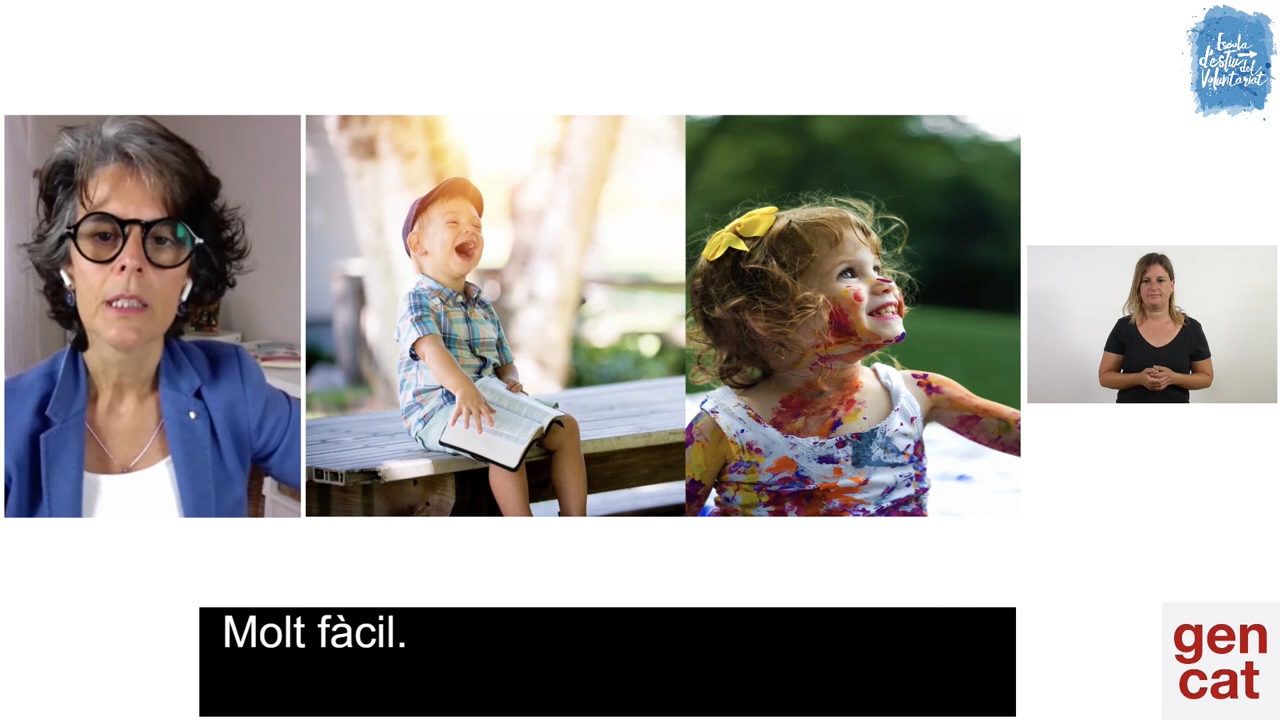 Escola
d'estiu del
Voluntariat
Molt fàcil.
gen
cat